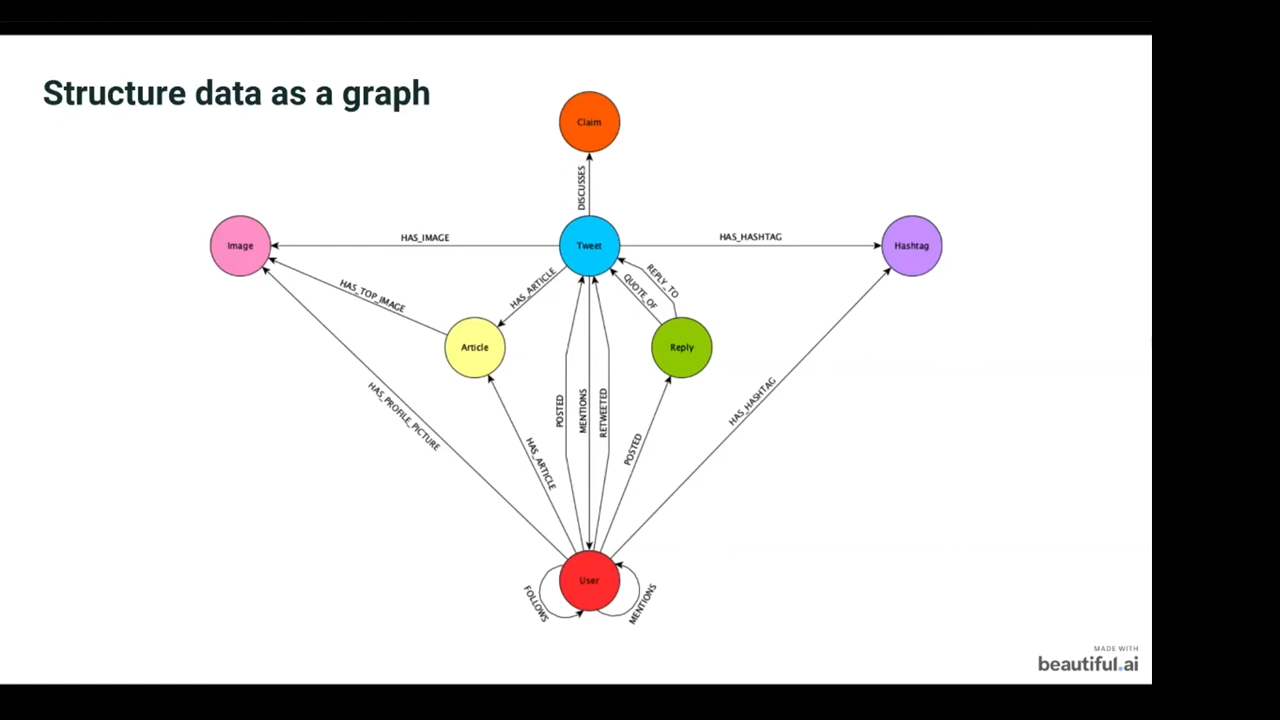 Structure data as a graph
Claim
DISCUSSES
Image
HAS_IMAGE
Tweet
HAS_HASHTAG
Hashtag
HAS_TOP_IMAGE
HAS_ARTICLE
QUOTE_OF
REPLY_TO
Article
Reply
HAS_PROFILE_PICTURE
HAS_ARTICLE
POSTED
MENTIONS
RETWEETED
POSTED
HAS_HASHTAG
User
FOLLOWS
MENTIONS
MADE WITH
beautiful.ai